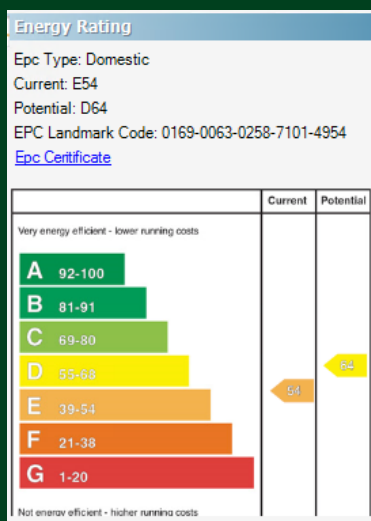 Energy Rating
Epc Type: Domestic
Current: E54
Potential: D64
EPC Landmark Code: 0169-0063-0258-7101-4954
Epc Ceritificate
Current Potential
Very energy efficient - lower running costs
A 92-100
B 81-91
C 69-80
D 55-68
64
E 39-54
54
F 21-38
G 1-20
Not energy efficient - higher running costs